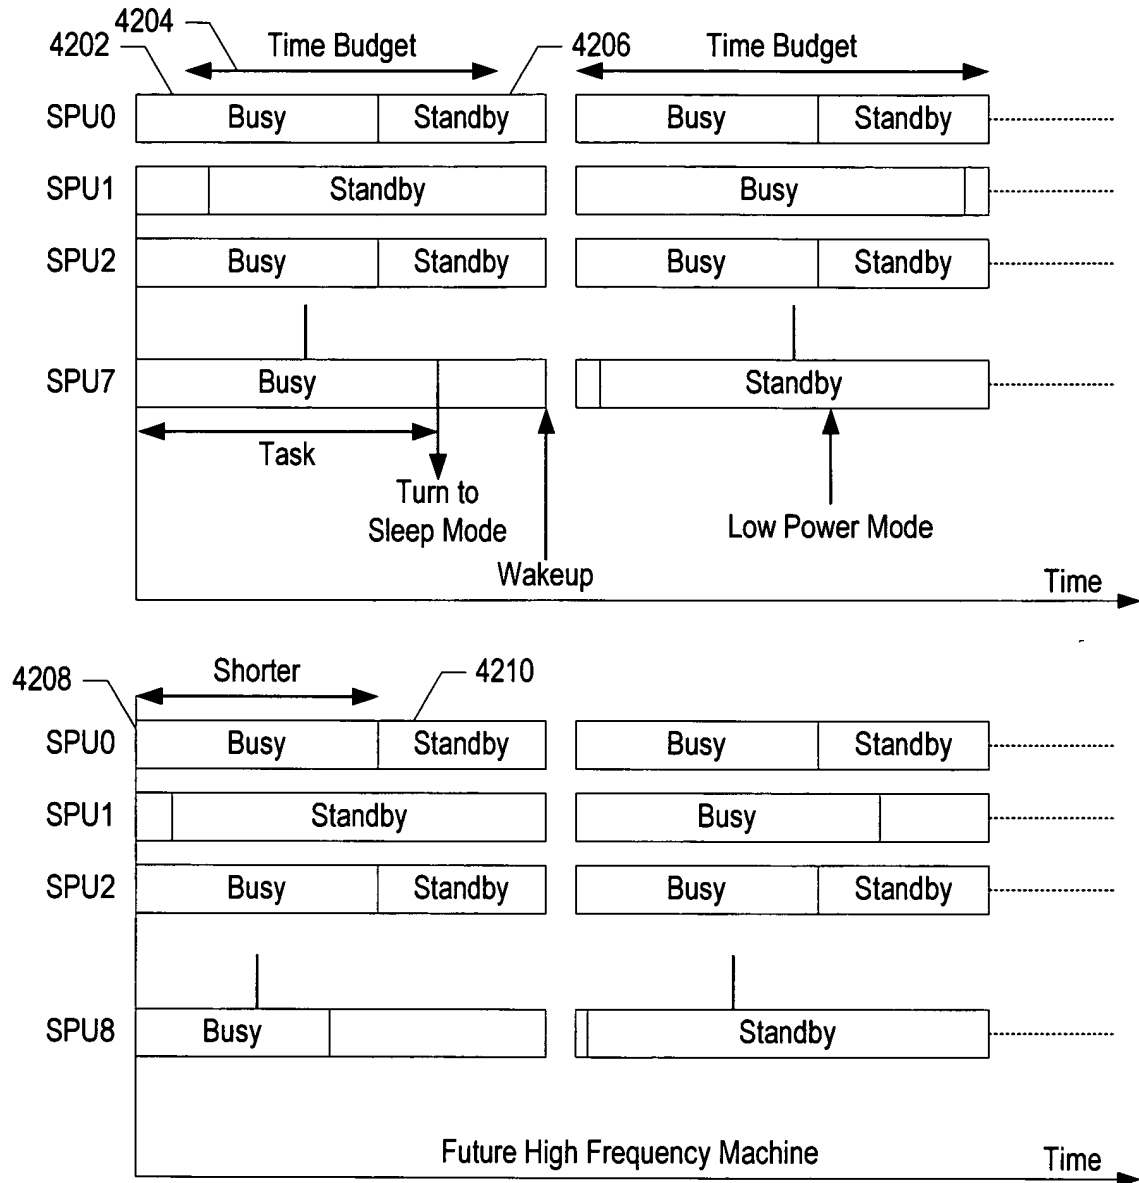 4204
4202 Time Budget 4206 Time Budget
SPU0 Busy Standby Busy Standby
SPU1 Standby Busy
SPU2 Busy Standby Busy Standby
SPU7 Busy Standby
Task
Turn to
Sleep Mode
Low Power Mode
Wakeup
Time
4208 Shorter 4210
SPU0 Busy Standby Busy Standby
SPU1 Standby Busy
SPU2 Busy Standby Busy Standby
SPU8 Busy Standby
Future High Frequency Machine
Time